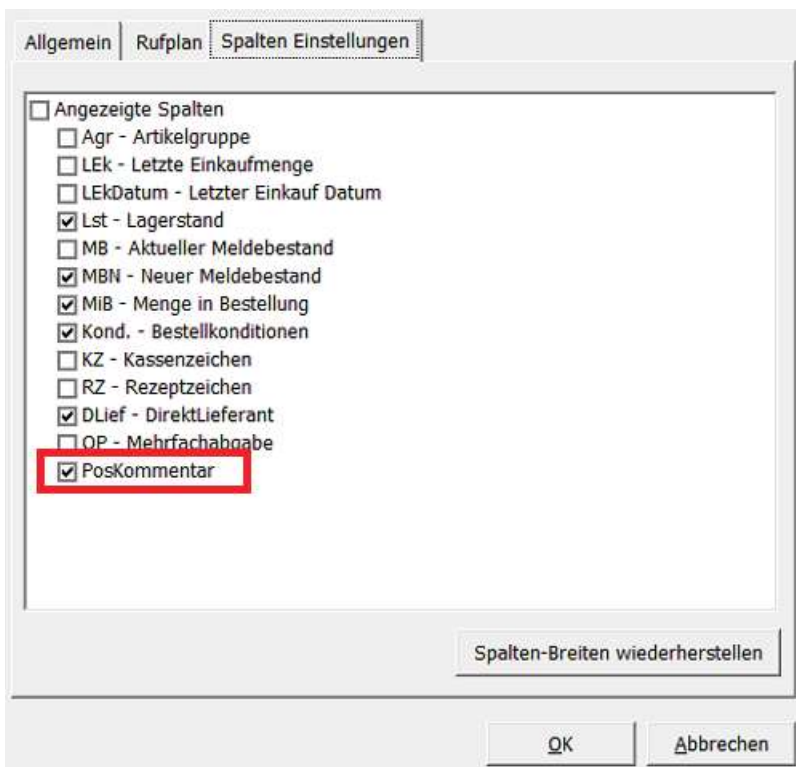 Allgemein Rufplan Spalten Einstellungen
Angezeigte Spalten
Agr - Artikelgruppe
LEk - Letzte Einkaufmenge
LEkDatum - Letzter Einkauf Datum
Lst - Lagerstand
MB - Aktueller Meldebestand
MBN - Neuer Meldebestand
MiB - Menge in Bestellung
Kond. - Bestellkonditionen
KZ - Kassenzeichen
RZ - Rezeptzeichen
DLief - DirektLieferant
OP - Mehrfachabgabe
PosKommentar
Spalten-Breiten wiederherstellen
OK Abbrechen